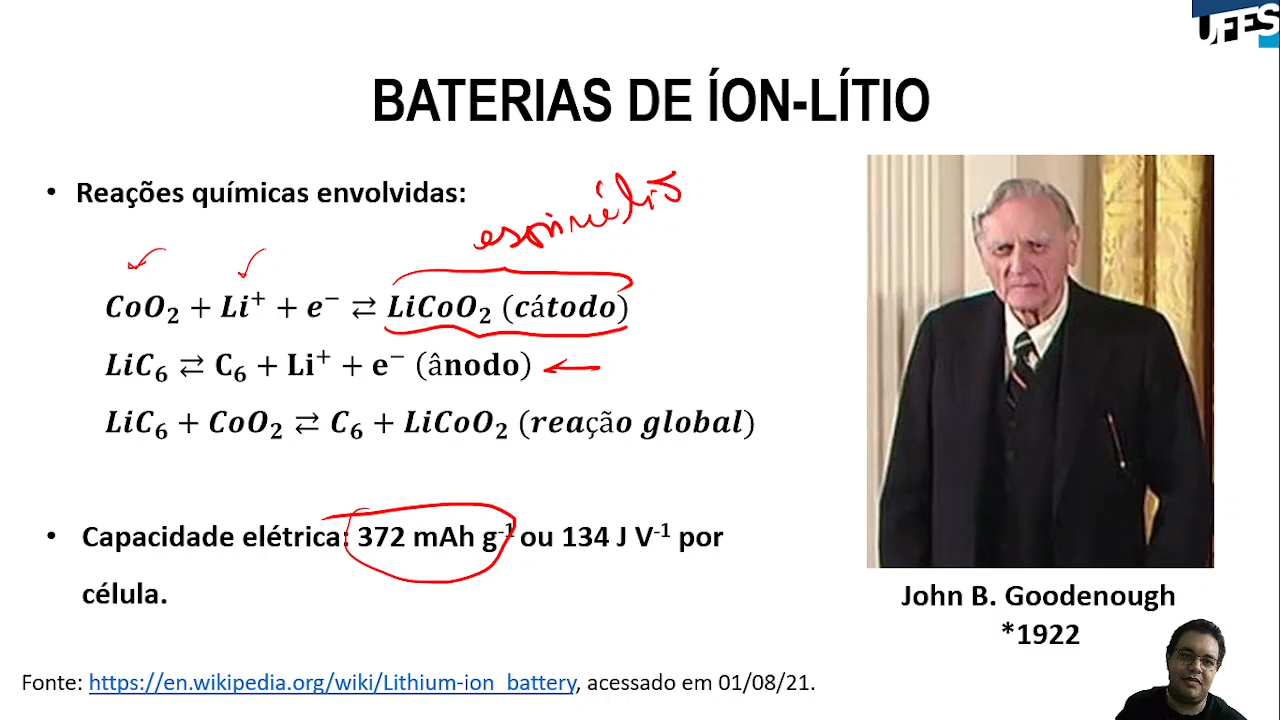 UFES
BATERIAS DE ÍON-LÍTIO
• Reações químicas envolvidas:
espinélis
CoO₂ + Li⁺ + e⁻ ⇄ LiCoO₂ (cátodo)
LiC₆ ⇄ C₆ + Li⁺ + e⁻ (ânodo)
LiC₆ + CoO₂ ⇄ C₆ + LiCoO₂ (reação global)
• Capacidade elétrica: 372 mAh g⁻¹ ou 134 J V⁻¹ por
célula.
John B. Goodenough
*1922
Fonte: https://en.wikipedia.org/wiki/Lithium-ion_battery, acessado em 01/08/21.